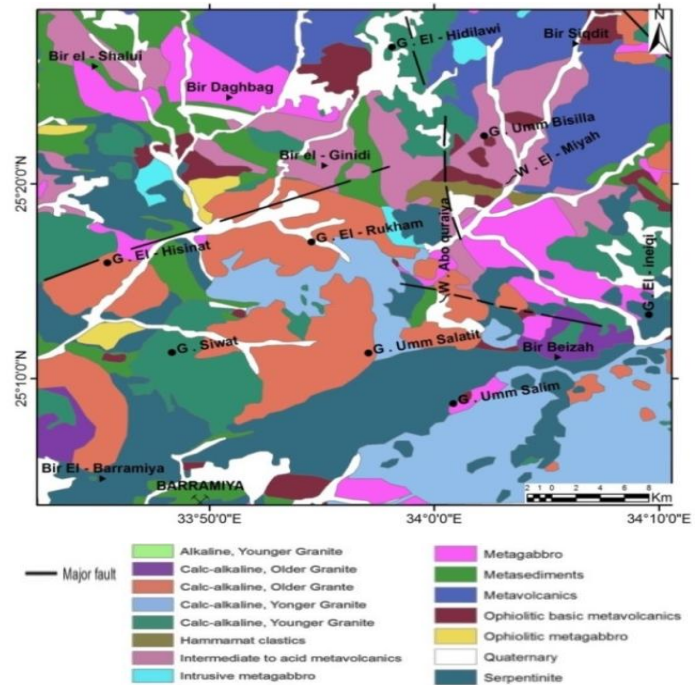 N
Bir el - Shalui
G . El - Hidilawi
Bir Siqdit
Bir Daghbag
G . Umm Bisilla
Bir el - Ginidi
W . El - Miyah
25°20'0"N
G . El - Rukham
W . Abo quraiya
G . El - Hisinat
G . El - ineiqi
G . Siwat
G . Umm Salatit
Bir Beizah
25°10'0"N
G . Umm Salim
Bir El - Barramiya
BARRAMIYA
2 1 0 2 4 6 8
Km
33°50'0"E
34°0'0"E
34°10'0"E
Major fault
Alkaline, Younger Granite
Calc-alkaline, Older Granite
Calc-alkaline, Older Grante
Calc-alkaline, Yonger Granite
Calc-alkaline, Younger Granite
Hammamat clastics
Intermediate to acid metavolcanics
Intrusive metagabbro
Metagabbro
Metasediments
Metavolcanics
Ophiolitic basic metavolcanics
Ophiolitic metagabbro
Quaternary
Serpentinite